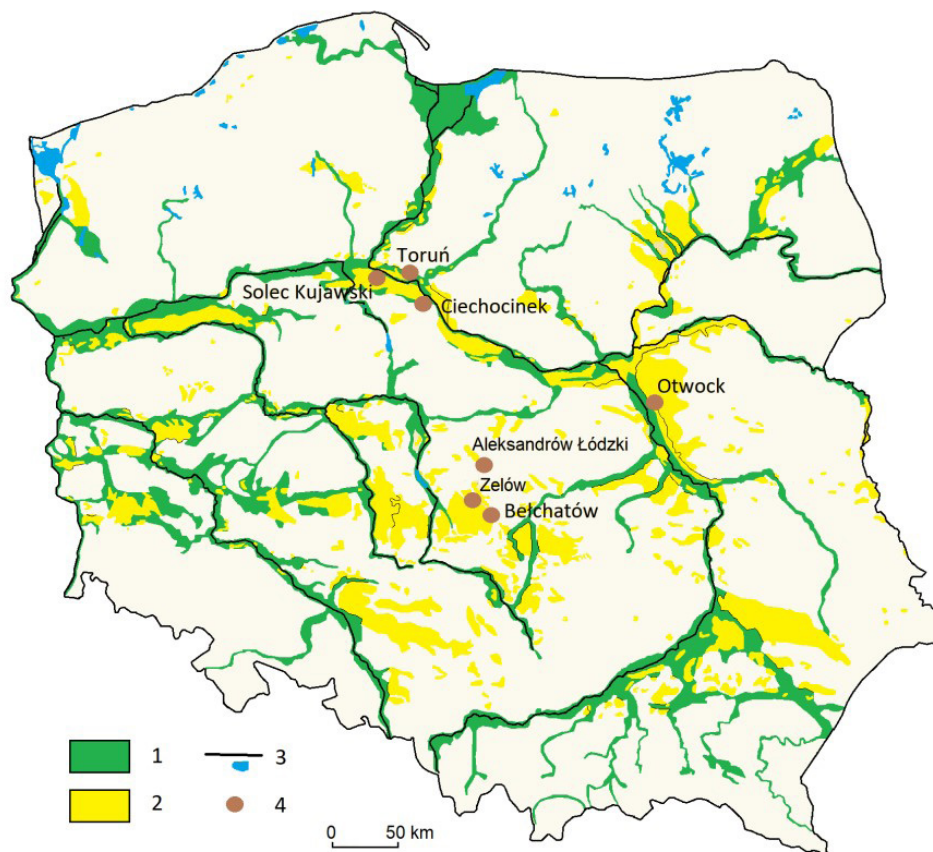 Toruń
Solec Kujawski
Ciechocinek
Otwock
Aleksandrów Łódzki
Zelów
Bełchatów
1 3
2 4
0 50 km